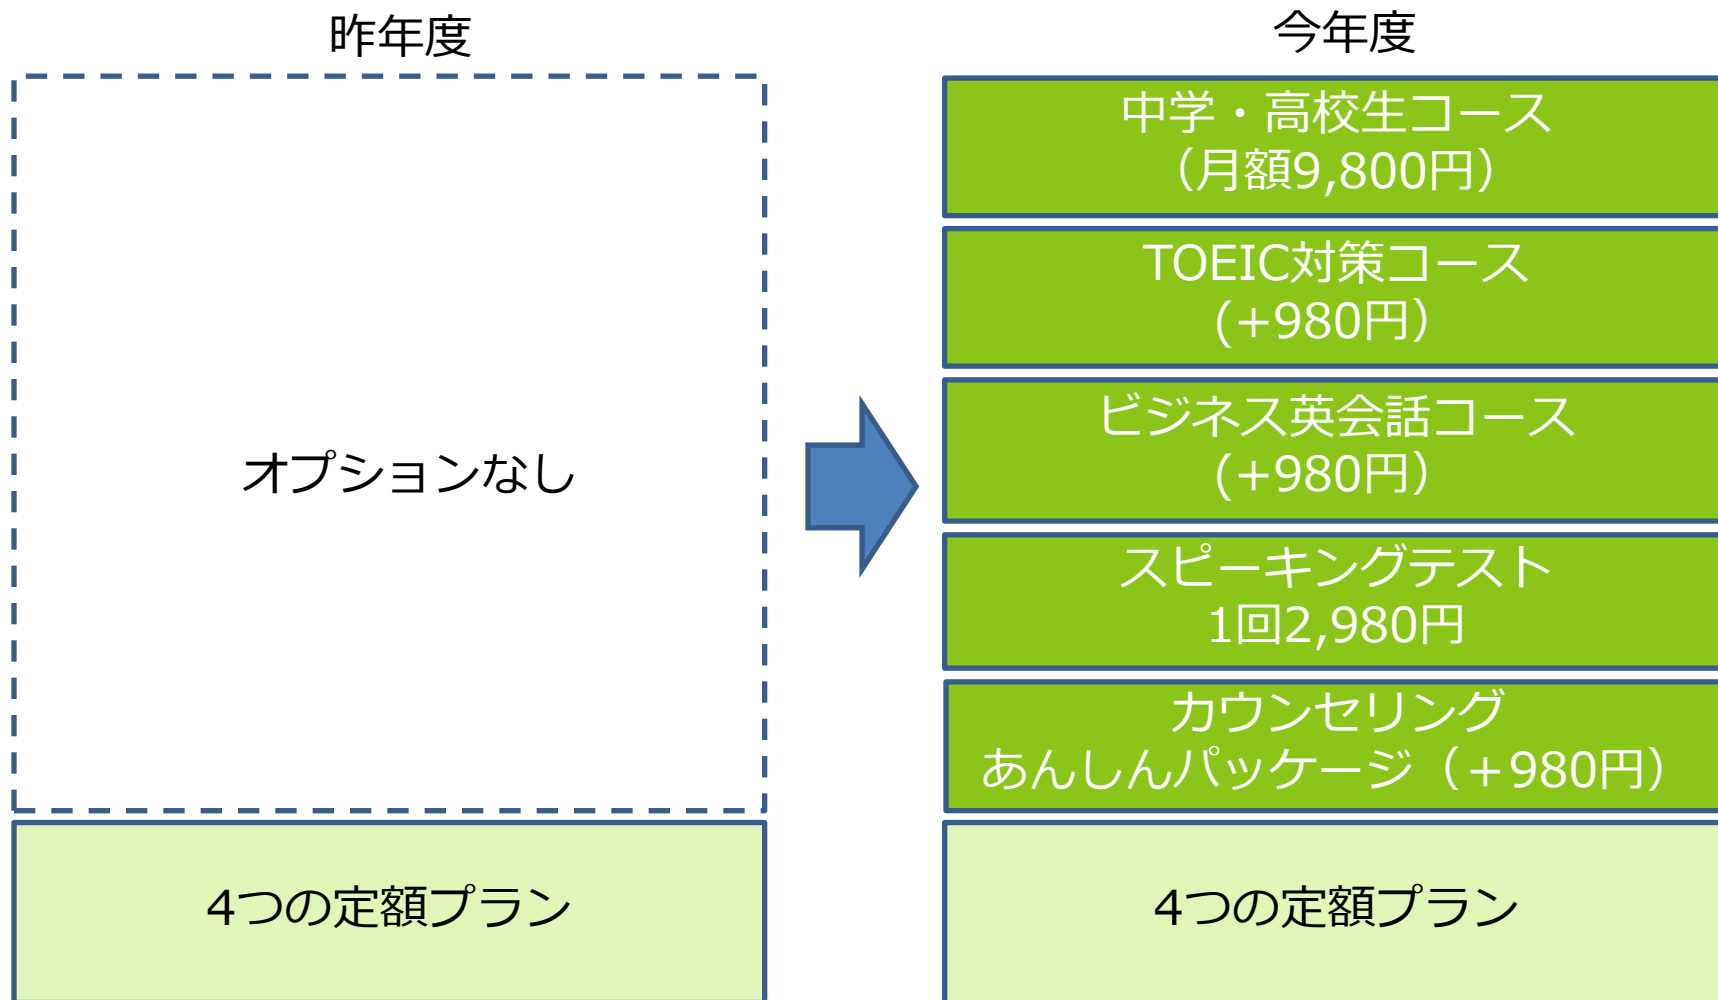 昨年度
オプションなし
4つの定額プラン
今年度
中学・高校生コース
（月額9,800円）
TOEIC対策コース
(+980円）
ビジネス英会話コース
(+980円）
スピーキングテスト
1回2,980円
カウンセリング
あんしんパッケージ（+980円）
4つの定額プラン